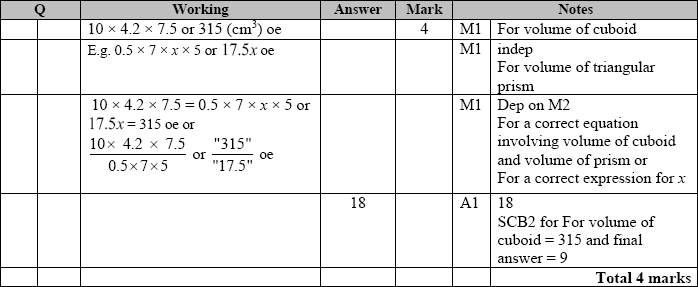 Q Working Answer Mark Notes
10 × 4.2 × 7.5 or 315 (cm³) oe 4 M1 For volume of cuboid
E.g. 0.5 × 7 × x × 5 or 17.5x oe M1 indep
For volume of triangular
prism
10 × 4.2 × 7.5 = 0.5 × 7 × x × 5 or M1 Dep on M2
17.5x = 315 oe or For a correct equation
10× 4.2 × 7.5 / 0.5×7×5 or "315" / "17.5" oe involving volume of cuboid
and volume of prism or
For a correct expression for x
18 A1 18
SCB2 for For volume of
cuboid = 315 and final
answer = 9
Total 4 marks